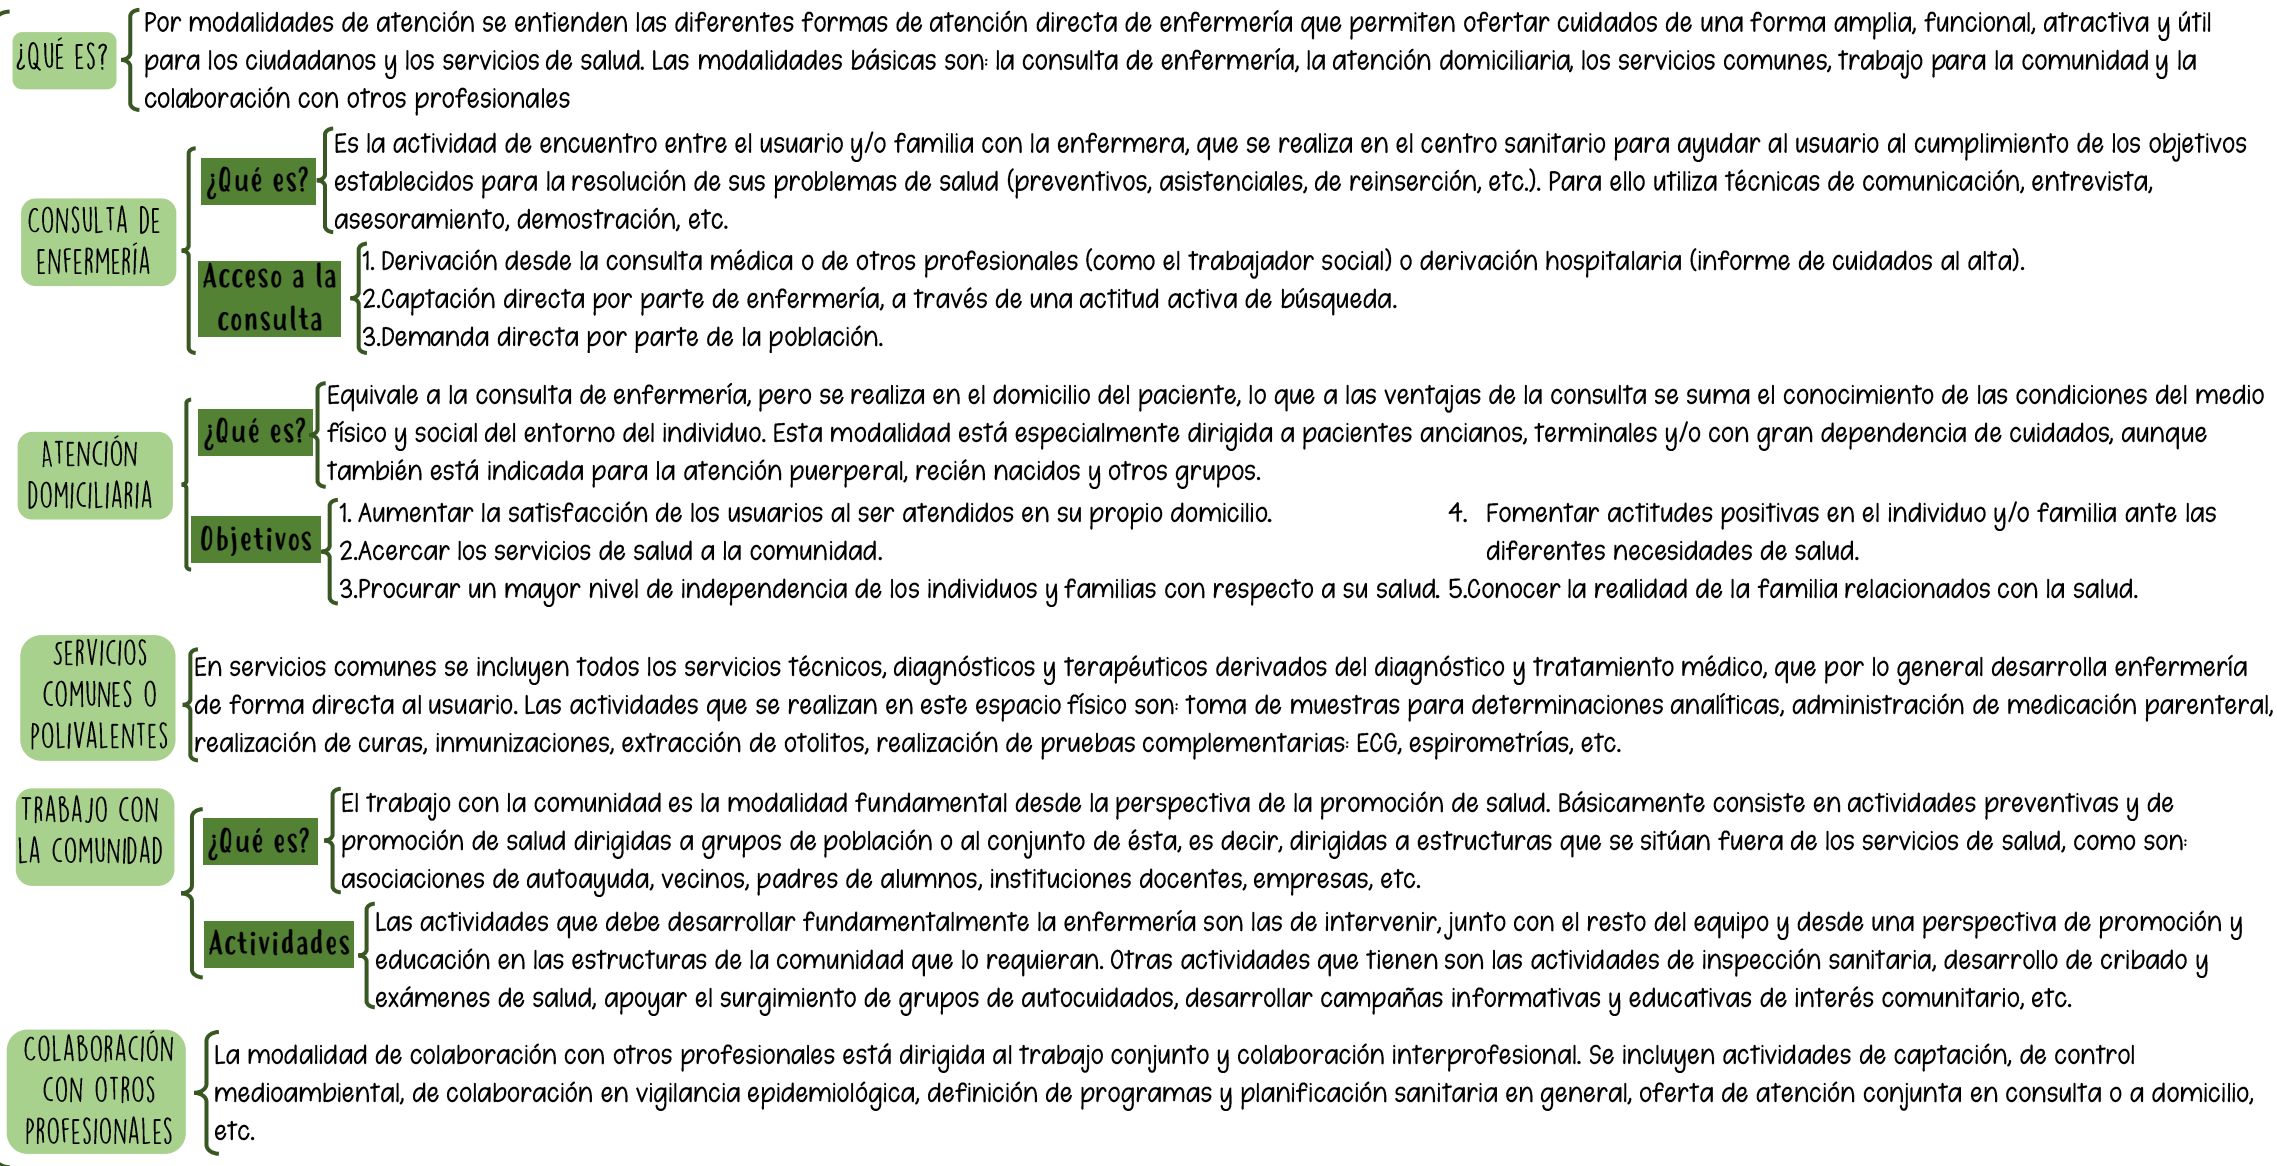 ¿QUÉ ES?
Por modalidades de atención se entienden las diferentes formas de atención directa de enfermería que permiten ofertar cuidados de una forma amplia, funcional, atractiva y útil
para los ciudadanos y los servicios de salud. Las modalidades básicas son: la consulta de enfermería, la atención domiciliaria, los servicios comunes, trabajo para la comunidad y la
colaboración con otros profesionales
CONSULTA DE
ENFERMERÍA
¿Qué es?
Es la actividad de encuentro entre el usuario y/o familia con la enfermera, que se realiza en el centro sanitario para ayudar al usuario al cumplimiento de los objetivos
establecidos para la resolución de sus problemas de salud (preventivos, asistenciales, de reinserción, etc.). Para ello utiliza técnicas de comunicación, entrevista,
asesoramiento, demostración, etc.
Acceso a la
consulta
1. Derivación desde la consulta médica o de otros profesionales (como el trabajador social) o derivación hospitalaria (informe de cuidados al alta).
2.Captación directa por parte de enfermería, a través de una actitud activa de búsqueda.
3.Demanda directa por parte de la población.
ATENCIÓN
DOMICILIARIA
¿Qué es?
Equivale a la consulta de enfermería, pero se realiza en el domicilio del paciente, lo que a las ventajas de la consulta se suma el conocimiento de las condiciones del medio
físico y social del entorno del individuo. Esta modalidad está especialmente dirigida a pacientes ancianos, terminales y/o con gran dependencia de cuidados, aunque
también está indicada para la atención puerperal, recién nacidos y otros grupos.
Objetivos
1. Aumentar la satisfacción de los usuarios al ser atendidos en su propio domicilio.
2.Acercar los servicios de salud a la comunidad.
3.Procurar un mayor nivel de independencia de los individuos y familias con respecto a su salud.
4. Fomentar actitudes positivas en el individuo y/o familia ante las
diferentes necesidades de salud.
5.Conocer la realidad de la familia relacionados con la salud.
SERVICIOS
COMUNES O
POLIVALENTES
En servicios comunes se incluyen todos los servicios técnicos, diagnósticos y terapéuticos derivados del diagnóstico y tratamiento médico, que por lo general desarrolla enfermería
de forma directa al usuario. Las actividades que se realizan en este espacio físico son: toma de muestras para determinaciones analíticas, administración de medicación parenteral,
realización de curas, inmunizaciones, extracción de otolitos, realización de pruebas complementarias: ECG, espirometrías, etc.
TRABAJO CON
LA COMUNIDAD
¿Qué es?
El trabajo con la comunidad es la modalidad fundamental desde la perspectiva de la promoción de salud. Básicamente consiste en actividades preventivas y de
promoción de salud dirigidas a grupos de población o al conjunto de ésta, es decir, dirigidas a estructuras que se sitúan fuera de los servicios de salud, como son:
asociaciones de autoayuda, vecinos, padres de alumnos, instituciones docentes, empresas, etc.
Actividades
Las actividades que debe desarrollar fundamentalmente la enfermería son las de intervenir, junto con el resto del equipo y desde una perspectiva de promoción y
educación en las estructuras de la comunidad que lo requieran. Otras actividades que tienen son las actividades de inspección sanitaria, desarrollo de cribado y
exámenes de salud, apoyar el surgimiento de grupos de autocuidados, desarrollar campañas informativas y educativas de interés comunitario, etc.
COLABORACIÓN
CON OTROS
PROFESIONALES
La modalidad de colaboración con otros profesionales está dirigida al trabajo conjunto y colaboración interprofesional. Se incluyen actividades de captación, de control
medioambiental, de colaboración en vigilancia epidemiológica, definición de programas y planificación sanitaria en general, oferta de atención conjunta en consulta o a domicilio,
etc.